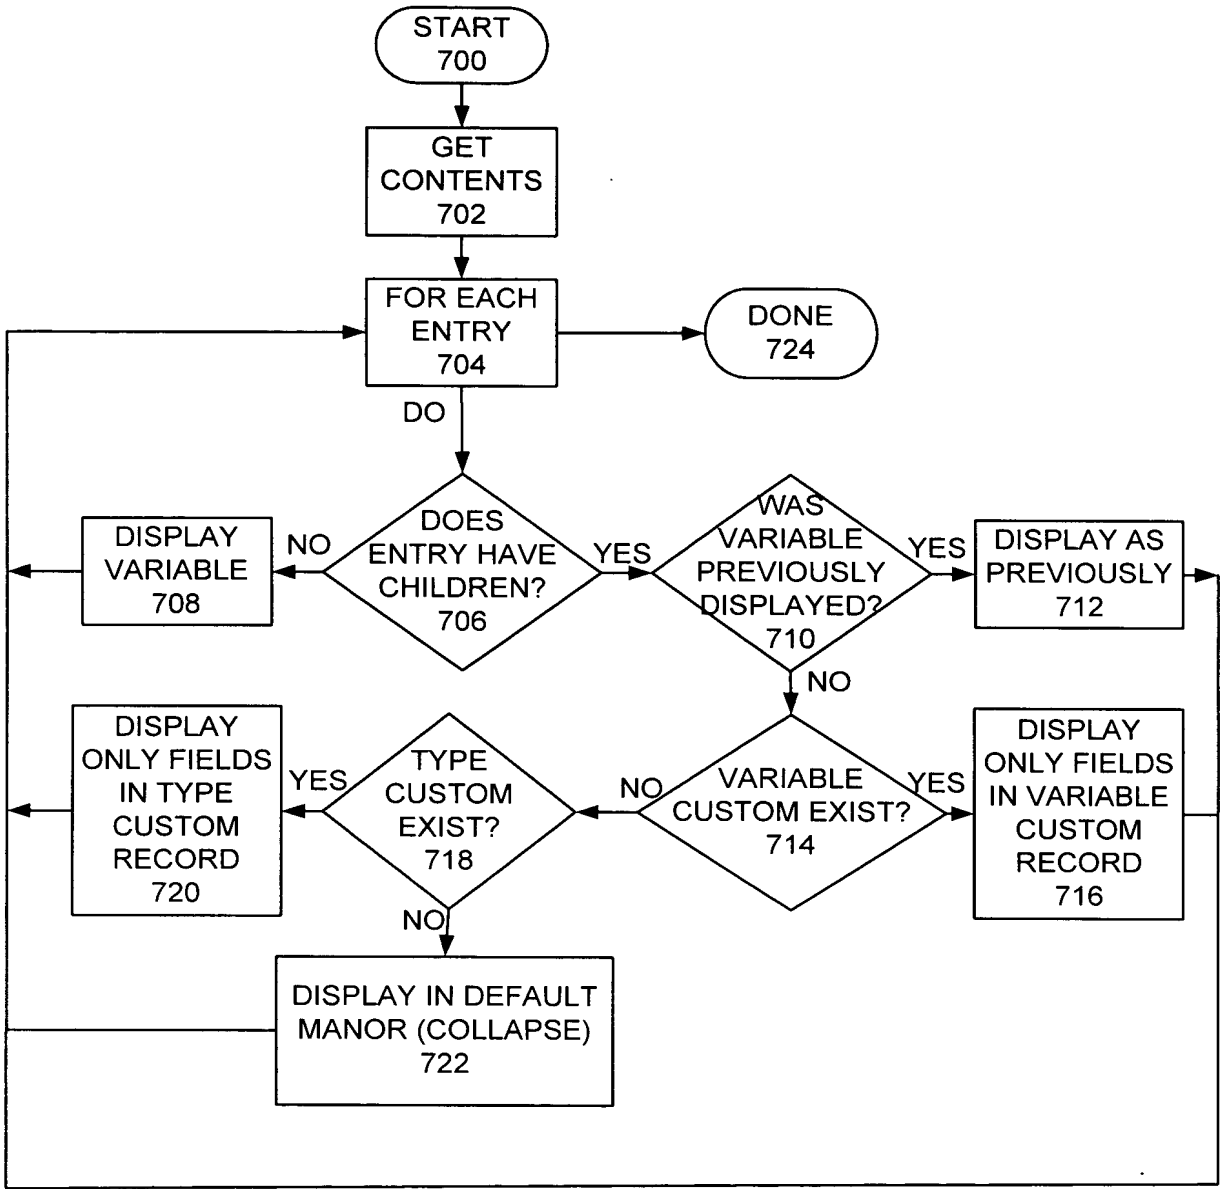 START
700
GET
CONTENTS
702
FOR EACH
ENTRY
704
DONE
724
DO
DOES
ENTRY HAVE
CHILDREN?
706
NO
DISPLAY
VARIABLE
708
YES
WAS
VARIABLE
PREVIOUSLY
DISPLAYED?
710
YES
DISPLAY AS
PREVIOUSLY
712
NO
VARIABLE
CUSTOM EXIST?
714
YES
DISPLAY
ONLY FIELDS
IN VARIABLE
CUSTOM
RECORD
716
NO
TYPE
CUSTOM
EXIST?
718
YES
DISPLAY
ONLY FIELDS
IN TYPE
CUSTOM
RECORD
720
NO
DISPLAY IN DEFAULT
MANOR (COLLAPSE)
722